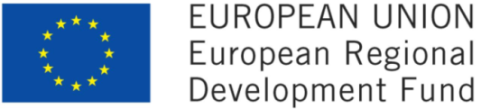 EUROPEAN UNION
European Regional
Development Fund